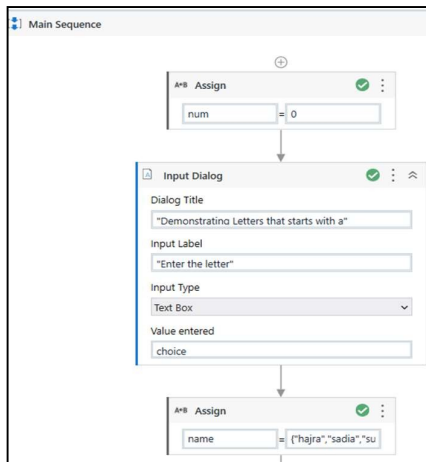 Main Sequence
A*B Assign
num = 0
Input Dialog
Dialog Title
"Demonstrating Letters that starts with a"
Input Label
"Enter the letter"
Input Type
Text Box
Value entered
choice
A*B Assign
name = {"hajra","sadia","su